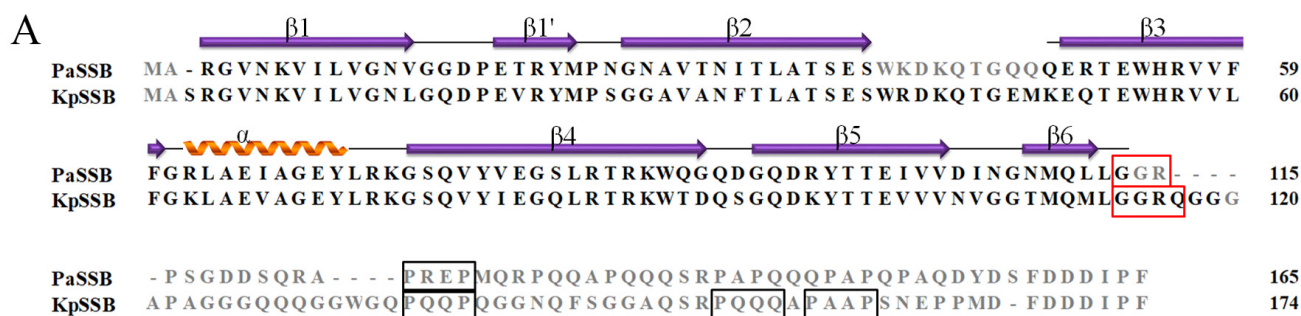 A
β1 β1' β2 β3
PaSSB MA-RGVNKVILVGNVGGDPETRYMPNGNAVTNITLATSESWKDKQTGQQQERTEWHRVVF 59
KpSSB MASRGVNKVILVGNLGQDPEVRYMPSGGAVANFTLATSESWRDKQTGEMKEQTEWHRVVL 60
α β4 β5 β6
PaSSB FGRLAEIAGEYLRKGSQVYVEGSLRTRKWQGQDGQDRYTTEIVVDINGNMQLLGGR---- 115
KpSSB FGKLAEVAGEYLRKGSQVYIEGQLRTRKWTDQSGQDKYTTEVVVNVGGTMQMLGGRQGGG 120
PaSSB -PSGDDSQRA----PREPMQRPQQAPQQQSRPAPQQQPAPQPAQDYDSFDDDIPF 165
KpSSB APAGGGQQQGGWGQPQQPQGGNQFSGGAQSRPQQQAPAAPSNEPPMD-FDDDIPF 174